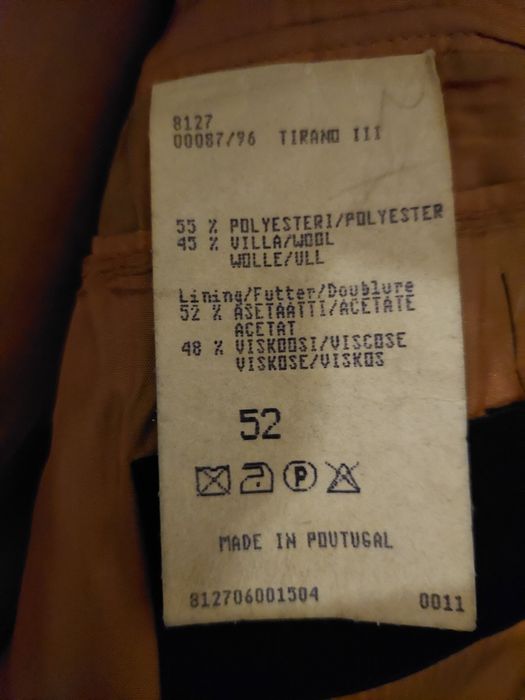 8127
00087/96 TIRANO III
55 % POLYESTERI/POLYESTER
45 % VILLA/WOOL
WOLLE/ULL
Lining/Futter/Doublure
52 % ASETAATTI/ACETATE
ACETAT
48 % VISKOOSI/VISCOSE
VISKOSE/VISKOS
52
P
MADE IN POUTUGAL
812706001504
0011